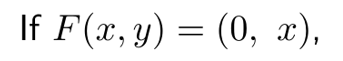 If F(x, y) = (0, x),